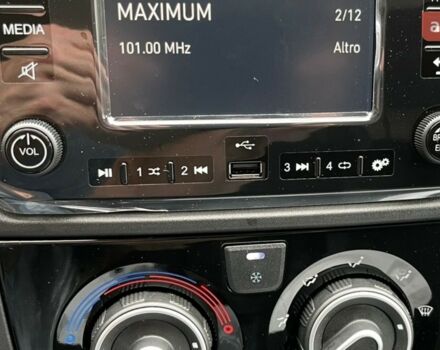 MAXIMUM
2/12
101.00 MHz
Altro
MEDIA
VOL
1
2
3
4